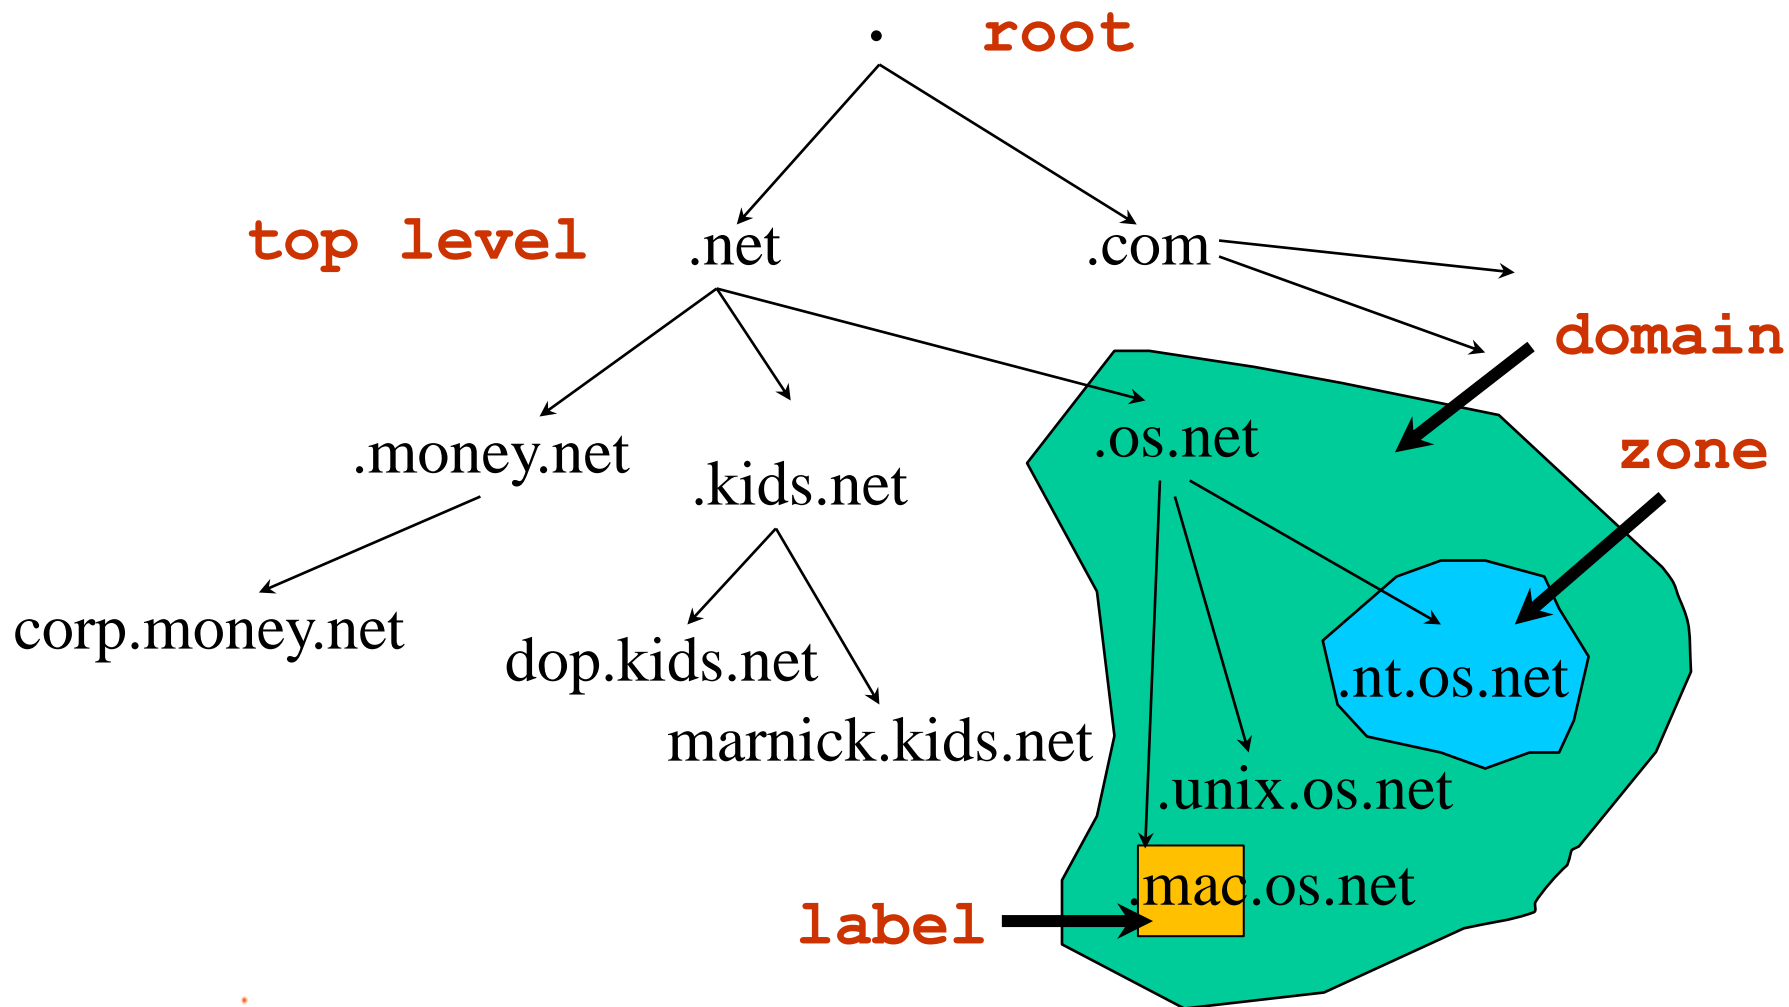 . root
top level .net .com
domain
.os.net
zone
.money.net
.kids.net
corp.money.net
dop.kids.net
.nt.os.net
marnick.kids.net
.unix.os.net
.mac.os.net
label